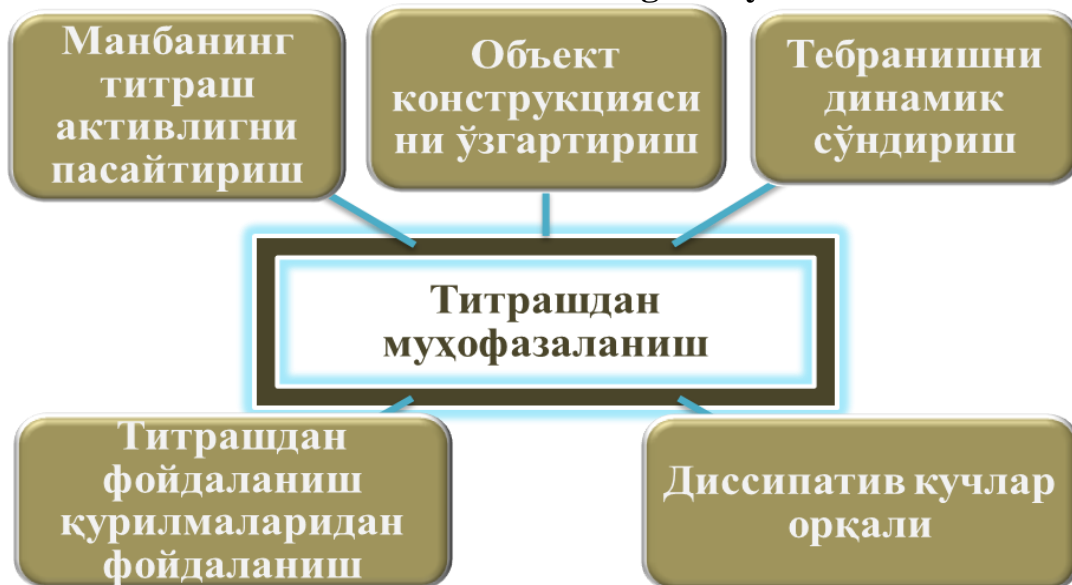 Манбанинг
титраш
активлигни
пасайтириш
Объект
конструкцияси
ни ўзгартириш
Тебранишни
динамик
сўндириш
Титрашдан
муҳофазаланиш
Титрашдан
фойдаланиш
қурилмаларидан
фойдаланиш
Диссипатив кучлар
орқали